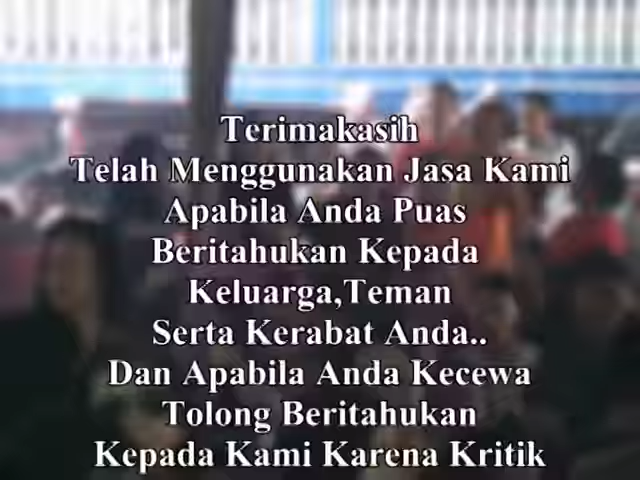 Terimakasih
Telah Menggunakan Jasa Kami
Apabila Anda Puas
Beritahukan Kepada
Keluarga,Teman
Serta Kerabat Anda..
Dan Apabila Anda Kecewa
Tolong Beritahukan
Kepada Kami Karena Kritik